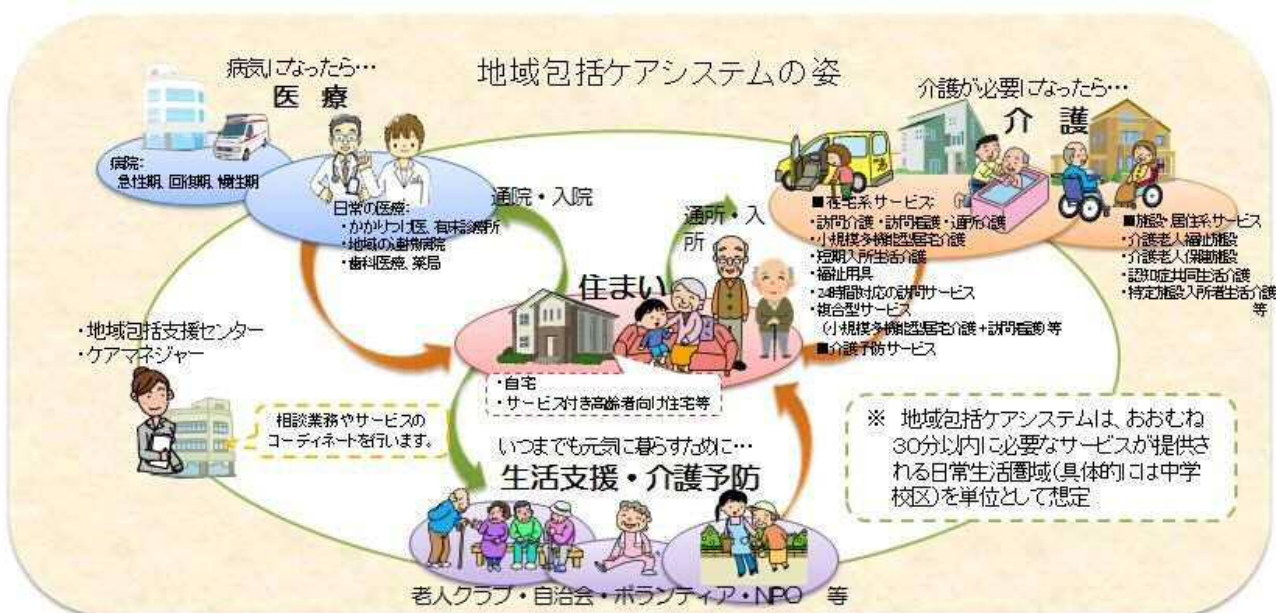 地域包括ケアシステムの姿
病気になったら…
医 療
病院:
急性期、回復期、慢性期
日常の医療:
・かかりつけ医、有床診療所
・地域の連携病院
・歯科医療、薬局
通院・入院
通所・入
所
介護が必要になったら…
介 護
■在宅系サービス:
・訪問介護・訪問看護・通所介護
・小規模多機能型居宅介護
・短期入所生活介護
・福祉用具
・24時間対応の訪問サービス
・複合型サービス
(小規模多機能型居宅介護+訪問看護)等
■介護予防サービス
■施設・居住系サービス
・介護老人福祉施設
・介護老人保健施設
・認知症共同生活介護
・特定施設入所者生活介護
等
住まい
・自宅
・サービス付き高齢者向け住宅等
・地域包括支援センター
・ケアマネジャー
相談業務やサービスの
コーディネートを行います。
いつまでも元気に暮らすために…
生活支援・介護予防
老人クラブ・自治会・ボランティア・NPO 等
※ 地域包括ケアシステムは、おおむね
30分以内に必要なサービスが提供さ
れる日常生活圏域(具体的には中学
校区)を単位として想定